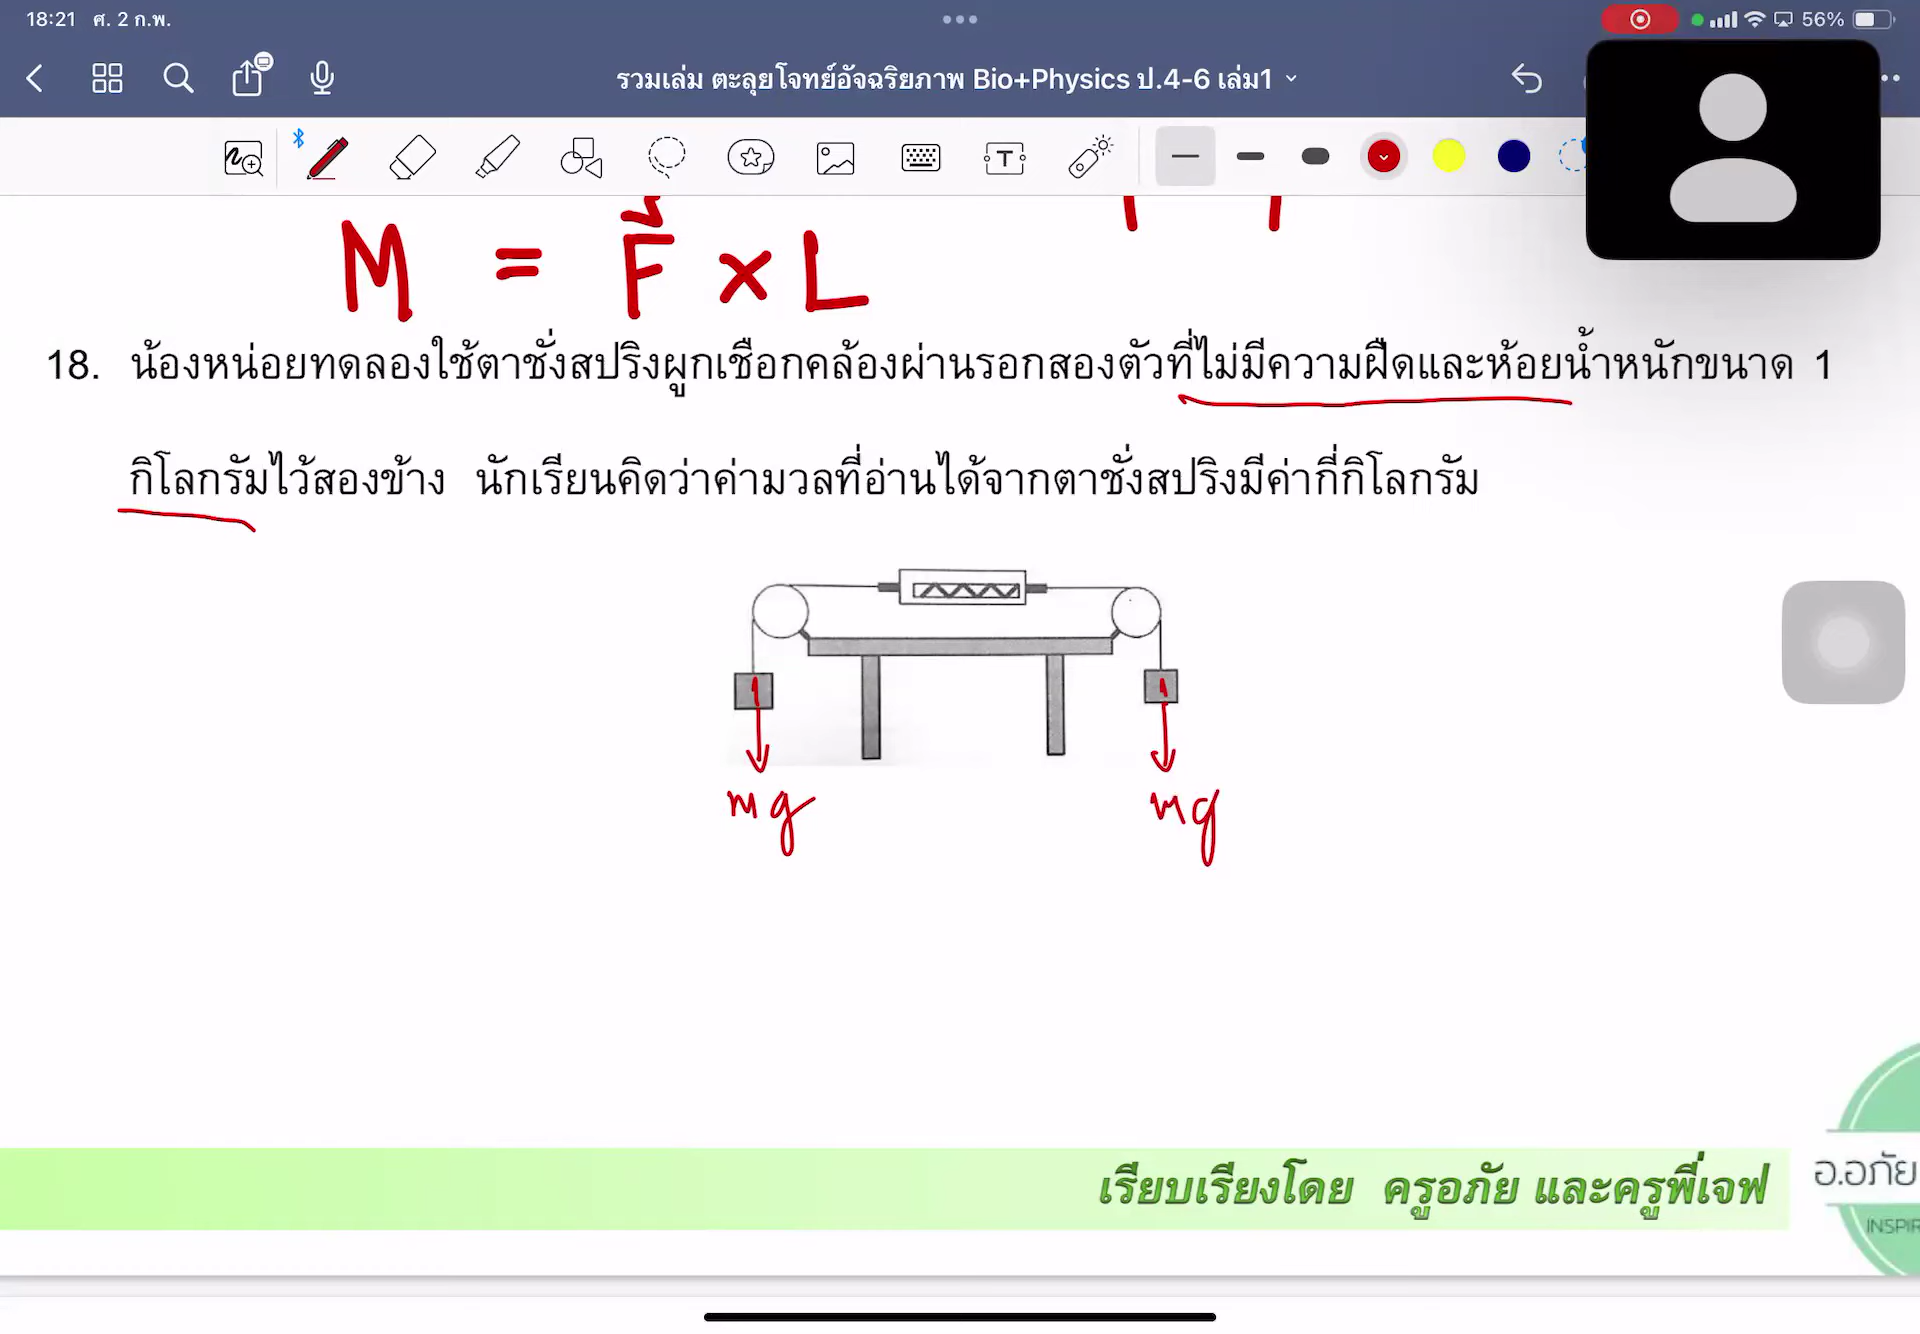 18:21 ศ. 2 ก.พ.
56%
รวมเล่ม ตะลุยโจทย์อัจฉริยภาพ Bio+Physics ป.4-6 เล่ม1
T
M = F × L
18. น้องหน่อยทดลองใช้ตาชั่งสปริงผูกเชือกคล้องผ่านรอกสองตัวที่ไม่มีความฝืดและห้อยน้ำหนักขนาด 1
กิโลกรัมไว้สองข้าง นักเรียนคิดว่าค่ามวลที่อ่านได้จากตาชั่งสปริงมีค่ากี่กิโลกรัม
1 1
mg mg
เรียบเรียงโดย ครูอภัย และครูพี่เจฟ
อ.อภัย
INSPIR